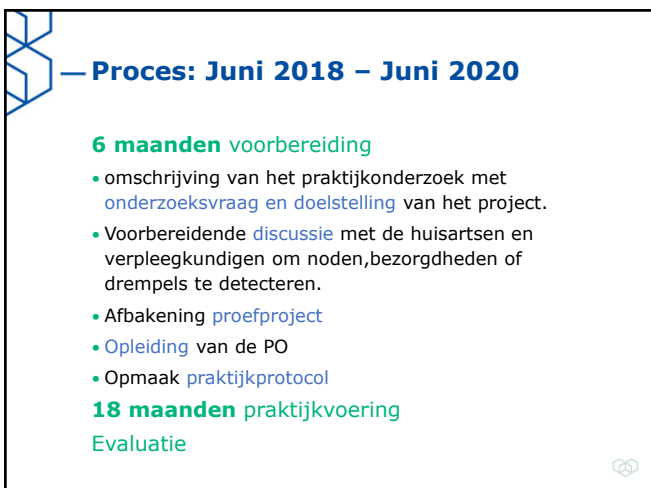 Proces: Juni 2018 – Juni 2020
6 maanden voorbereiding
• omschrijving van het praktijkonderzoek met
onderzoeksvraag en doelstelling van het project.
• Voorbereidende discussie met de huisartsen en
verpleegkundigen om noden,bezorgdheden of
drempels te detecteren.
• Afbakening proefproject
• Opleiding van de PO
• Opmaak praktijkprotocol
18 maanden praktijkvoering
Evaluatie